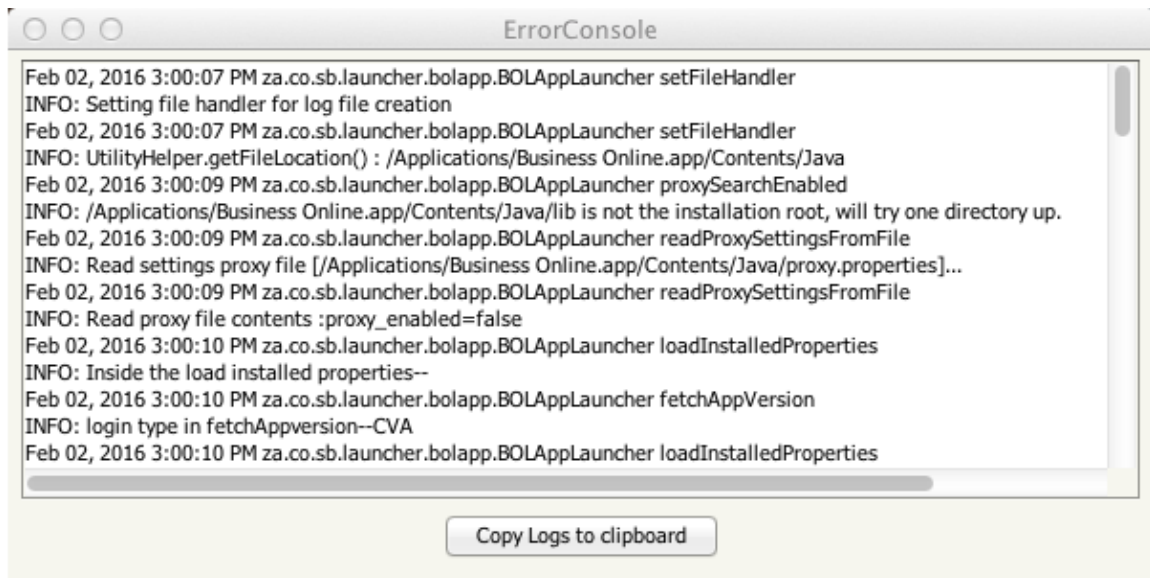 ErrorConsole
Feb 02, 2016 3:00:07 PM za.co.sb.launcher.bolapp.BOLAppLauncher setFileHandler
INFO: Setting file handler for log file creation
Feb 02, 2016 3:00:07 PM za.co.sb.launcher.bolapp.BOLAppLauncher setFileHandler
INFO: UtilityHelper.getFileLocation() : /Applications/Business Online.app/Contents/Java
Feb 02, 2016 3:00:09 PM za.co.sb.launcher.bolapp.BOLAppLauncher proxySearchEnabled
INFO: /Applications/Business Online.app/Contents/Java/lib is not the installation root, will try one directory up.
Feb 02, 2016 3:00:09 PM za.co.sb.launcher.bolapp.BOLAppLauncher readProxySettingsFromFile
INFO: Read settings proxy file [/Applications/Business Online.app/Contents/Java/proxy.properties]...
Feb 02, 2016 3:00:09 PM za.co.sb.launcher.bolapp.BOLAppLauncher readProxySettingsFromFile
INFO: Read proxy file contents :proxy_enabled=false
Feb 02, 2016 3:00:10 PM za.co.sb.launcher.bolapp.BOLAppLauncher loadInstalledProperties
INFO: Inside the load installed properties--
Feb 02, 2016 3:00:10 PM za.co.sb.launcher.bolapp.BOLAppLauncher fetchAppVersion
INFO: login type in fetchAppversion--CVA
Feb 02, 2016 3:00:10 PM za.co.sb.launcher.bolapp.BOLAppLauncher loadInstalledProperties
Copy Logs to clipboard